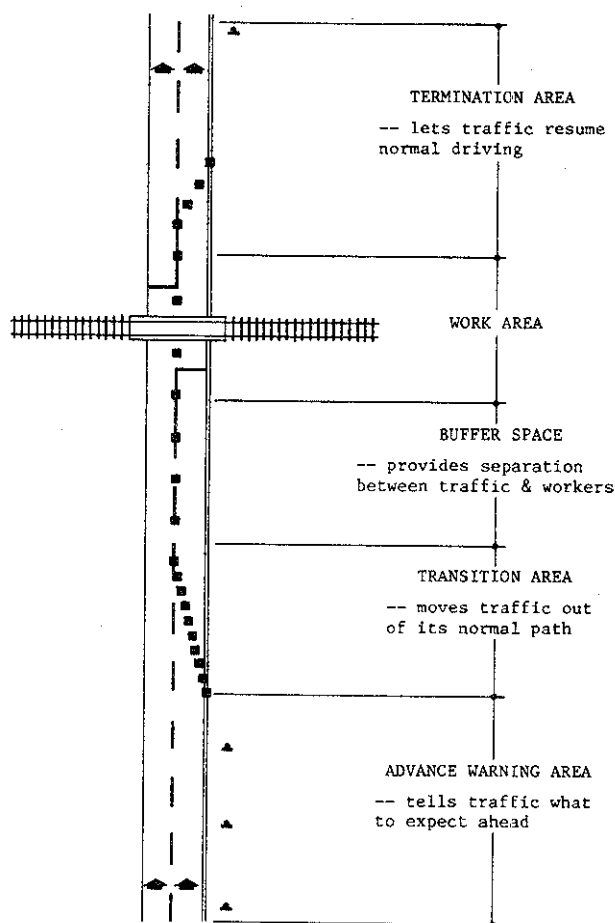 TERMINATION AREA
-- lets traffic resume
normal driving
WORK AREA
BUFFER SPACE
-- provides separation
between traffic & workers
TRANSITION AREA
-- moves traffic out
of its normal path
ADVANCE WARNING AREA
-- tells traffic what
to expect ahead